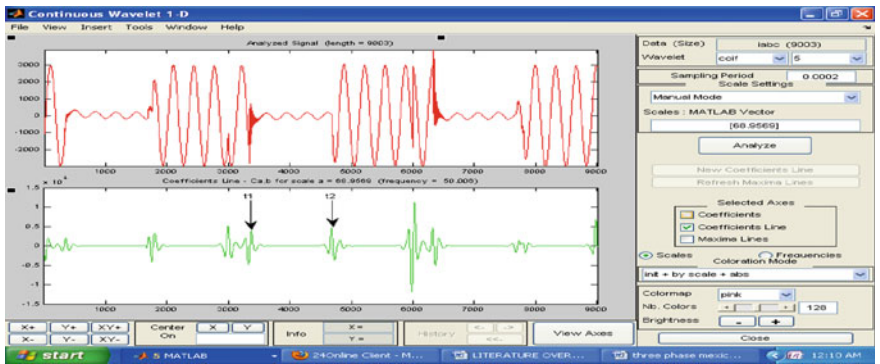 Continuous Wavelet 1-D
File View Insert Tools Window Help
Analyzed Signal (length = 9003)
3000
2000
1000
0
-1000
-2000
1000 2000 3000 4000 5000 6000 7000 8000 9000
x 10⁴
Coefficients Line - Ca,b for scale a = 68.9569 (frequency = 50.006)
1.5
1
0.5
0
-0.5
-1
-1.5
t1 t2
1000 2000 3000 4000 5000 6000 7000 8000 9000
Data (Size) labc (9003)
Wavelet coif 5
Sampling Period 0.0002
Scale Settings
Manual Mode
Scales : MATLAB Vector
[68.9569]
Analyze
New Coefficients Line
Refresh Maxima Lines
Selected Axes
Coefficients
Coefficients Line
Maxima Lines
Scales Frequencies
Coloration Mode
init + by scale + abs
Colormap pink
Nb. Colors - + 128
Brightness - +
Close
X+ Y+ XY+ Center On X Y Info X = History <- -> View Axes
X- Y- XY- Y = <<-
start 5 MATLAB 24Online Client - M... LITERATURE OVER... three phase mexic... 12:10 AM